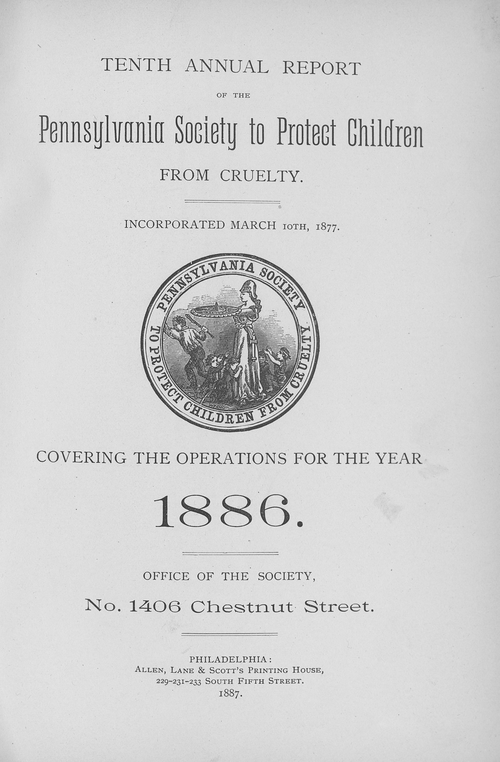 TENTH ANNUAL REPORT
OF THE
Pennsylvania Society to Protect Children
FROM CRUELTY.
INCORPORATED MARCH 10TH, 1877.
PENNSYLVANIA SOCIETY
TO PROTECT CHILDREN FROM CRUELTY
COVERING THE OPERATIONS FOR THE YEAR
1886.
OFFICE OF THE SOCIETY,
No. 1406 Chestnut Street.
PHILADELPHIA:
ALLEN, LANE & SCOTT'S PRINTING HOUSE,
229-231-233 SOUTH FIFTH STREET.
1887.